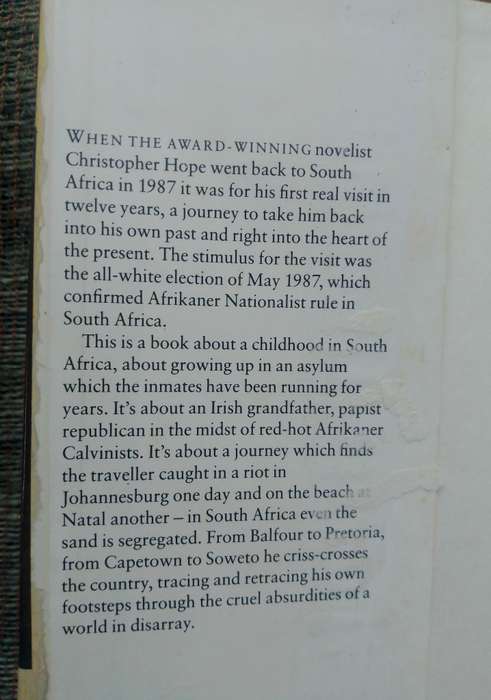 WHEN THE AWARD-WINNING novelist
Christopher Hope went back to South
Africa in 1987 it was for his first real visit in
twelve years, a journey to take him back
into his own past and right into the heart of
the present. The stimulus for the visit was
the all-white election of May 1987, which
confirmed Afrikaner Nationalist rule in
South Africa.
This is a book about a childhood in South
Africa, about growing up in an asylum
which the inmates have been running for
years. It's about an Irish grandfather, papist
republican in the midst of red-hot Afrikaner
Calvinists. It's about a journey which finds
the traveller caught in a riot in
Johannesburg one day and on the beach at
Natal another – in South Africa even the
sand is segregated. From Balfour to Pretoria,
from Capetown to Soweto he criss-crosses
the country, tracing and retracing his own
footsteps through the cruel absurdities of a
world in disarray.